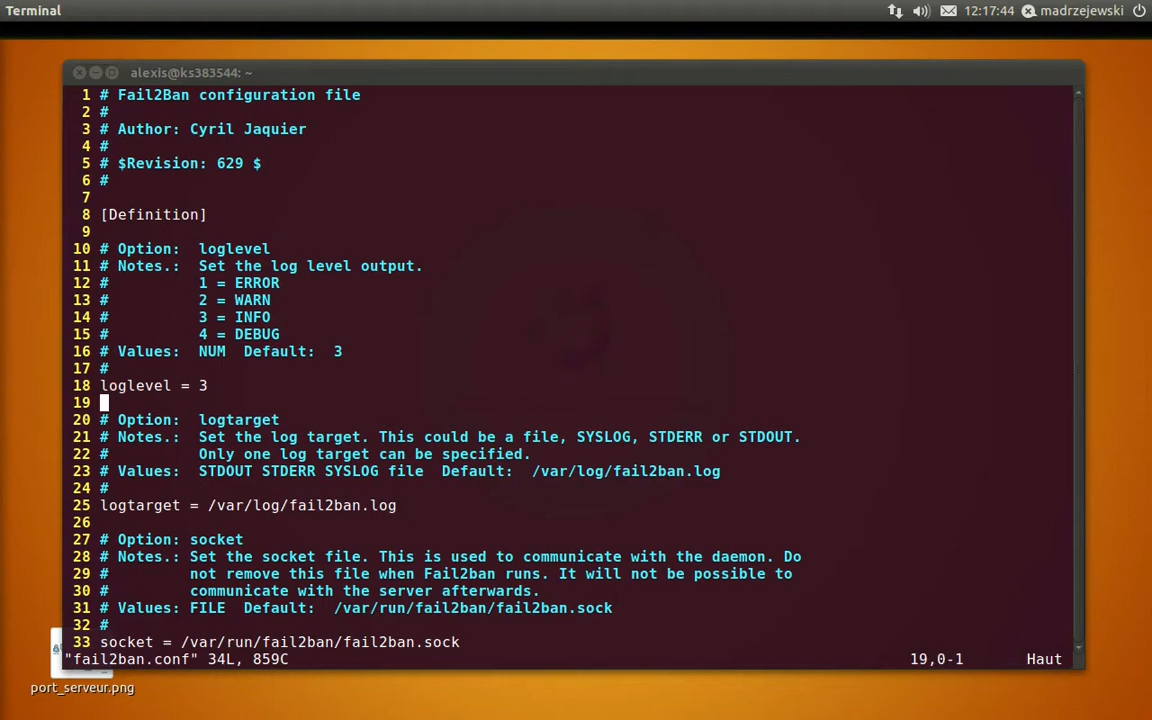 Terminal
12:17:44 madrzejewski
alexis@ks383544: ~
1 # Fail2Ban configuration file
2 #
3 # Author: Cyril Jaquier
4 #
5 # $Revision: 629 $
6 #
7
8 [Definition]
9
10 # Option:  loglevel
11 # Notes.:  Set the log level output.
12 #          1 = ERROR
13 #          2 = WARN
14 #          3 = INFO
15 #          4 = DEBUG
16 # Values:  NUM  Default:  3
17 #
18 loglevel = 3
19
20 # Option:  logtarget
21 # Notes.:  Set the log target. This could be a file, SYSLOG, STDERR or STDOUT.
22 #          Only one log target can be specified.
23 # Values:  STDOUT STDERR SYSLOG file  Default:  /var/log/fail2ban.log
24 #
25 logtarget = /var/log/fail2ban.log
26
27 # Option: socket
28 # Notes.: Set the socket file. This is used to communicate with the daemon. Do
29 #         not remove this file when Fail2ban runs. It will not be possible to
30 #         communicate with the server afterwards.
31 # Values: FILE  Default:  /var/run/fail2ban/fail2ban.sock
32 #
33 socket = /var/run/fail2ban/fail2ban.sock
"fail2ban.conf" 34L, 859C 19,0-1 Haut
port_serveur.png